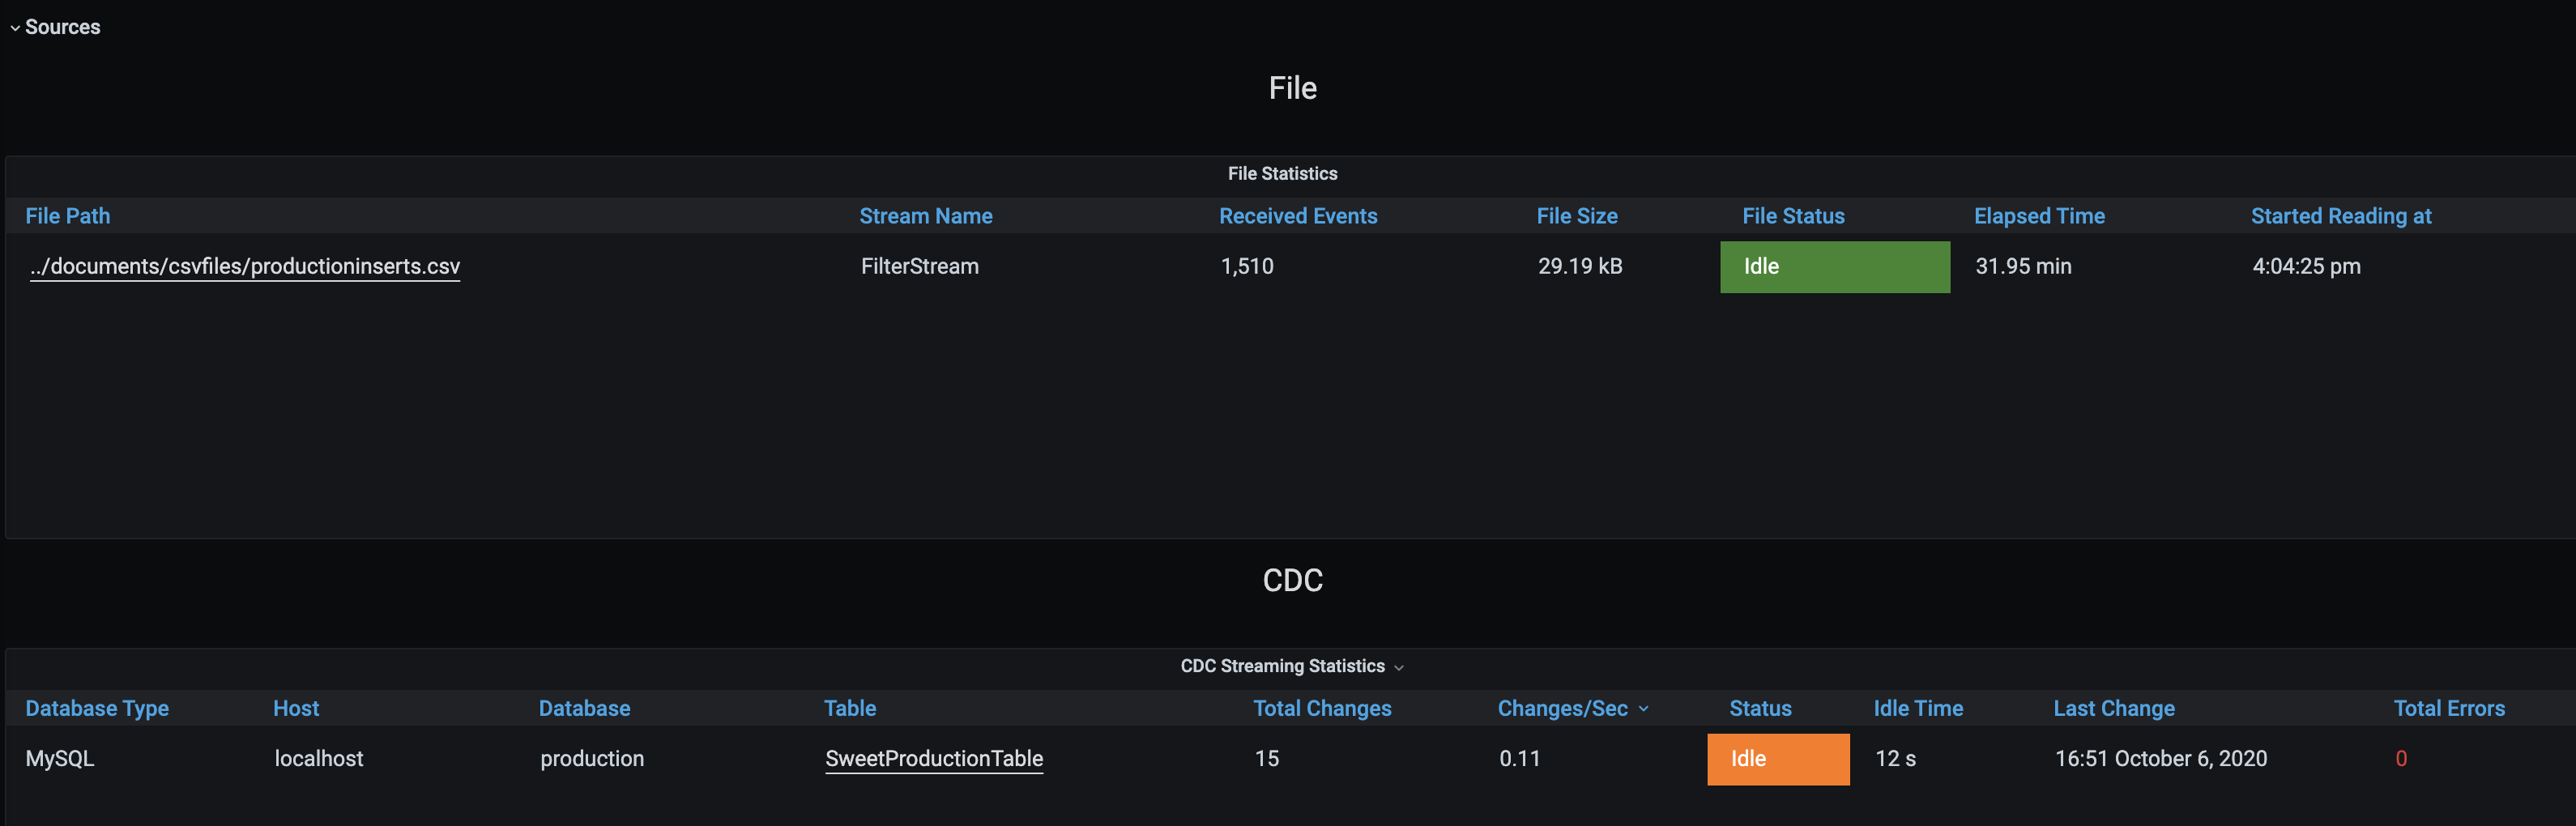 Sources
File
File Statistics
File Path Stream Name Received Events File Size File Status Elapsed Time Started Reading at
../documents/csvfiles/productioninserts.csv FilterStream 1,510 29.19 kB Idle 31.95 min 4:04:25 pm
CDC
CDC Streaming Statistics
Database Type Host Database Table Total Changes Changes/Sec Status Idle Time Last Change Total Errors
MySQL localhost production SweetProductionTable 15 0.11 Idle 12 s 16:51 October 6, 2020 0